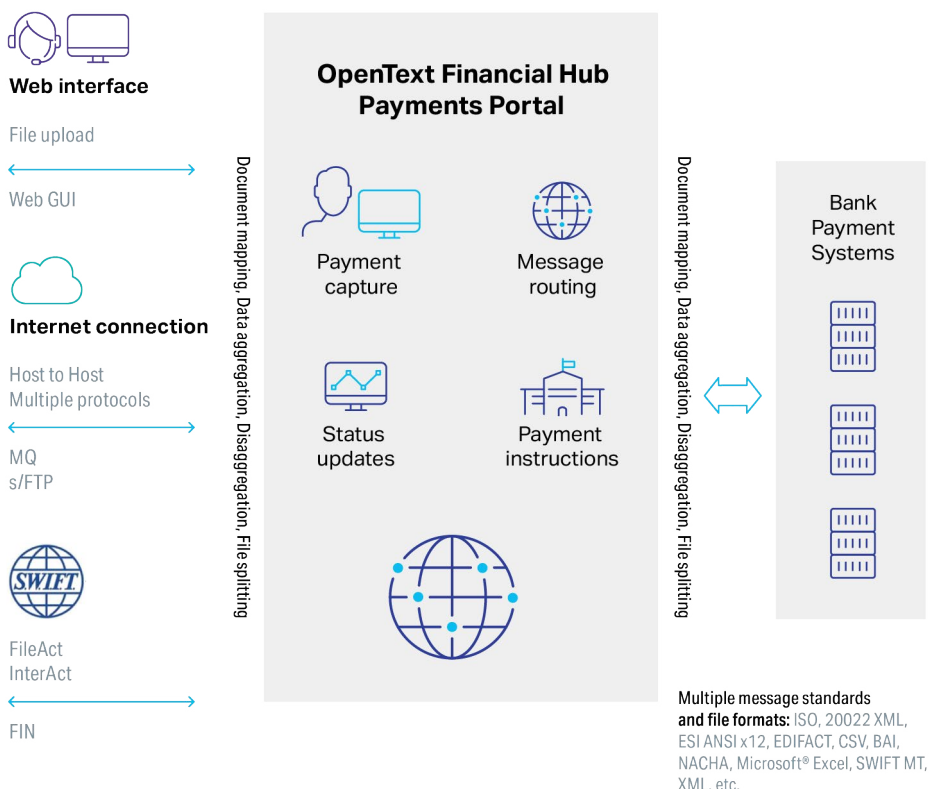 Web interface
File upload
Web GUI
Internet connection
Host to Host
Multiple protocols
MQ
s/FTP
S.W.I.F.T.
FileAct
InterAct
FIN
Document mapping, Data aggregation, Disaggregation, File splitting
OpenText Financial Hub
Payments Portal
Payment
capture
Message
routing
Status
updates
Payment
instructions
Document mapping, Data aggregation, Disaggregation, File splitting
Bank
Payment
Systems
Multiple message standards
and file formats: ISO, 20022 XML,
ESI ANSI x12, EDIFACT, CSV, BAI,
NACHA, Microsoft® Excel, SWIFT MT,
XML, etc.